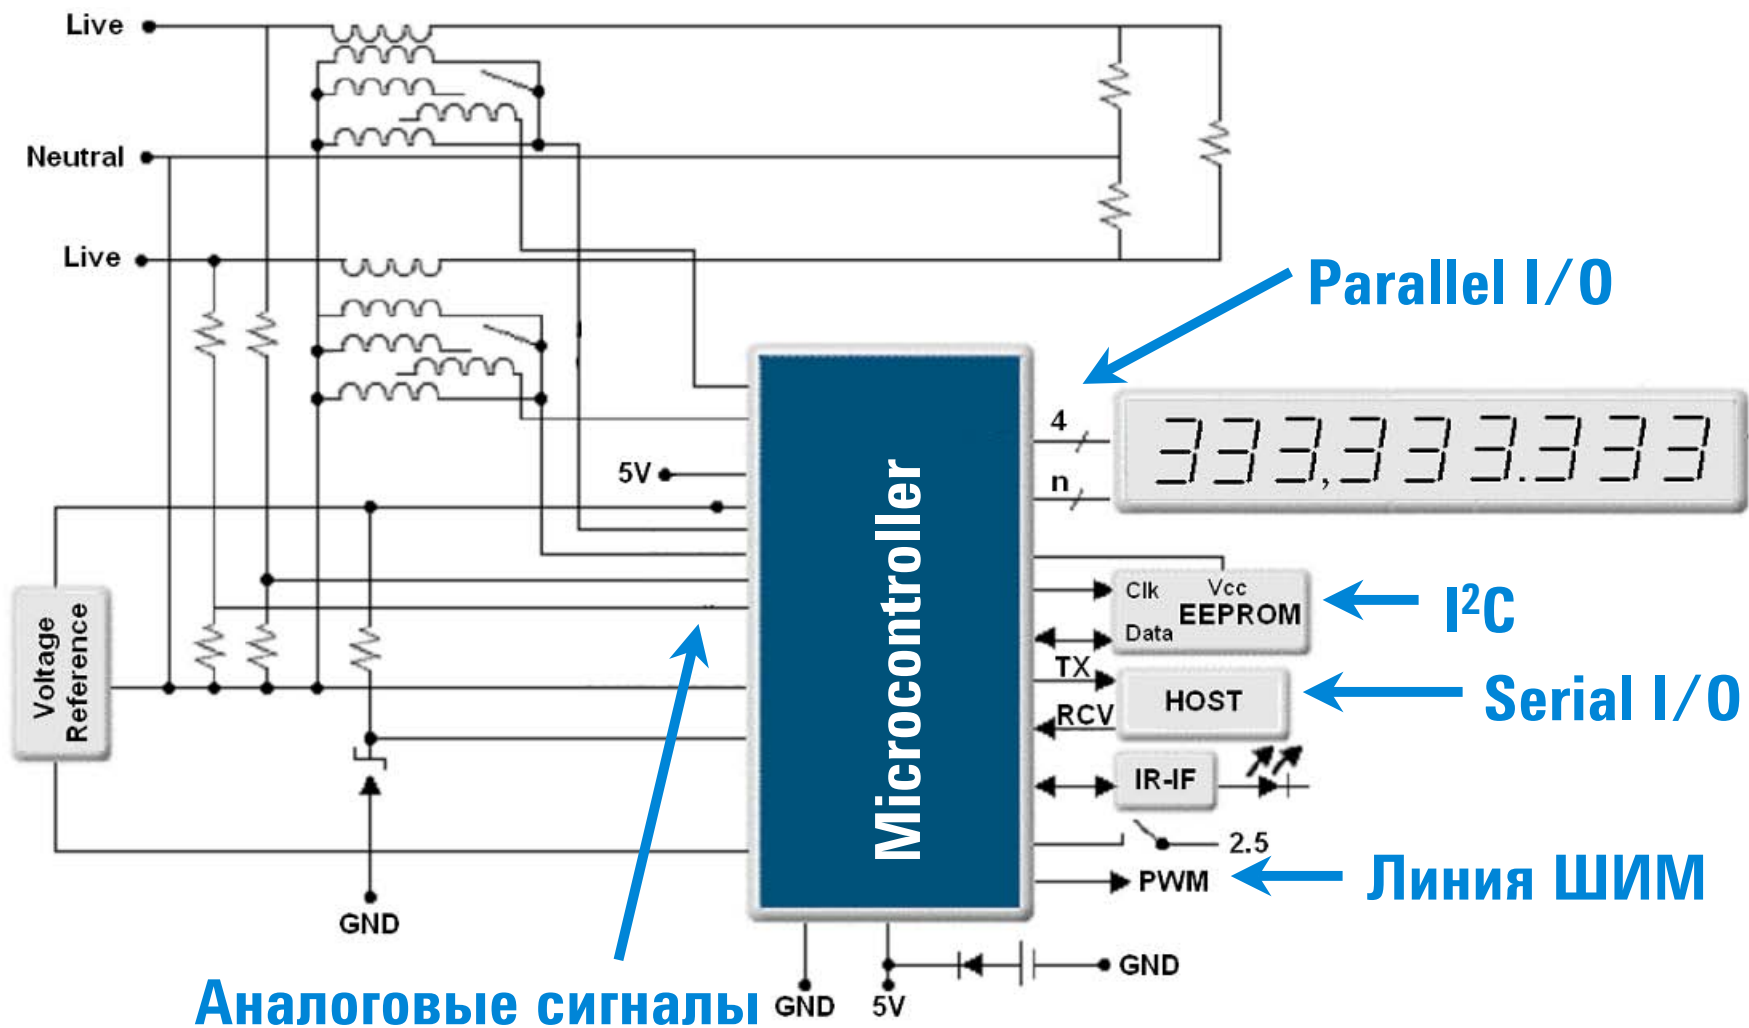 Live
Neutral
Live
Parallel I/O
4
n
333,333.333
5V
Microcontroller
Voltage
Reference
Clk
Vcc
EEPROM
Data
I²C
TX
RCV
HOST
Serial I/O
IR-IF
2.5
PWM
Линия ШИМ
GND
GND
Аналоговые сигналы
GND
5V